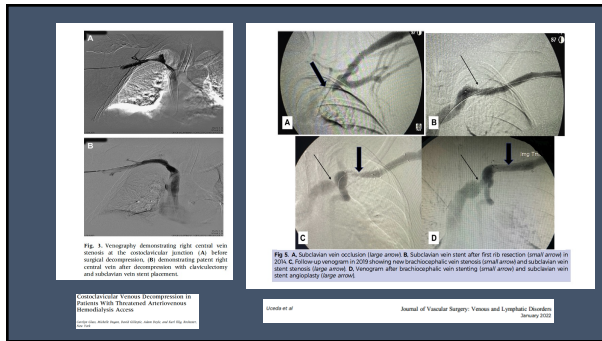 A
B
Fig. 3. Venography demonstrating right central vein
stenosis at the costoclavicular junction (A) before
surgical decompression, (B) demonstrating patent right
central vein after decompression with claviculectomy
and subclavian vein stent placement.
Costoclavicular Venous Decompression in
Patients With Threatened Arteriovenous
Hemodialysis Access
A
B
C
D
Fig 5. A, Subclavian vein occlusion (large arrow). B, Subclavian vein stent after first rib resection (small arrow) in
2014. C, Follow up venogram in 2019 showing new brachiocephalic vein stenosis (small arrow) and subclavian vein
stent stenosis (large arrow). D, Venogram after brachiocephalic vein stenting (small arrow) and subclavian vein
stent angioplasty (large arrow).
Uceda et al
Journal of Vascular Surgery: Venous and Lymphatic Disorders
January 2022